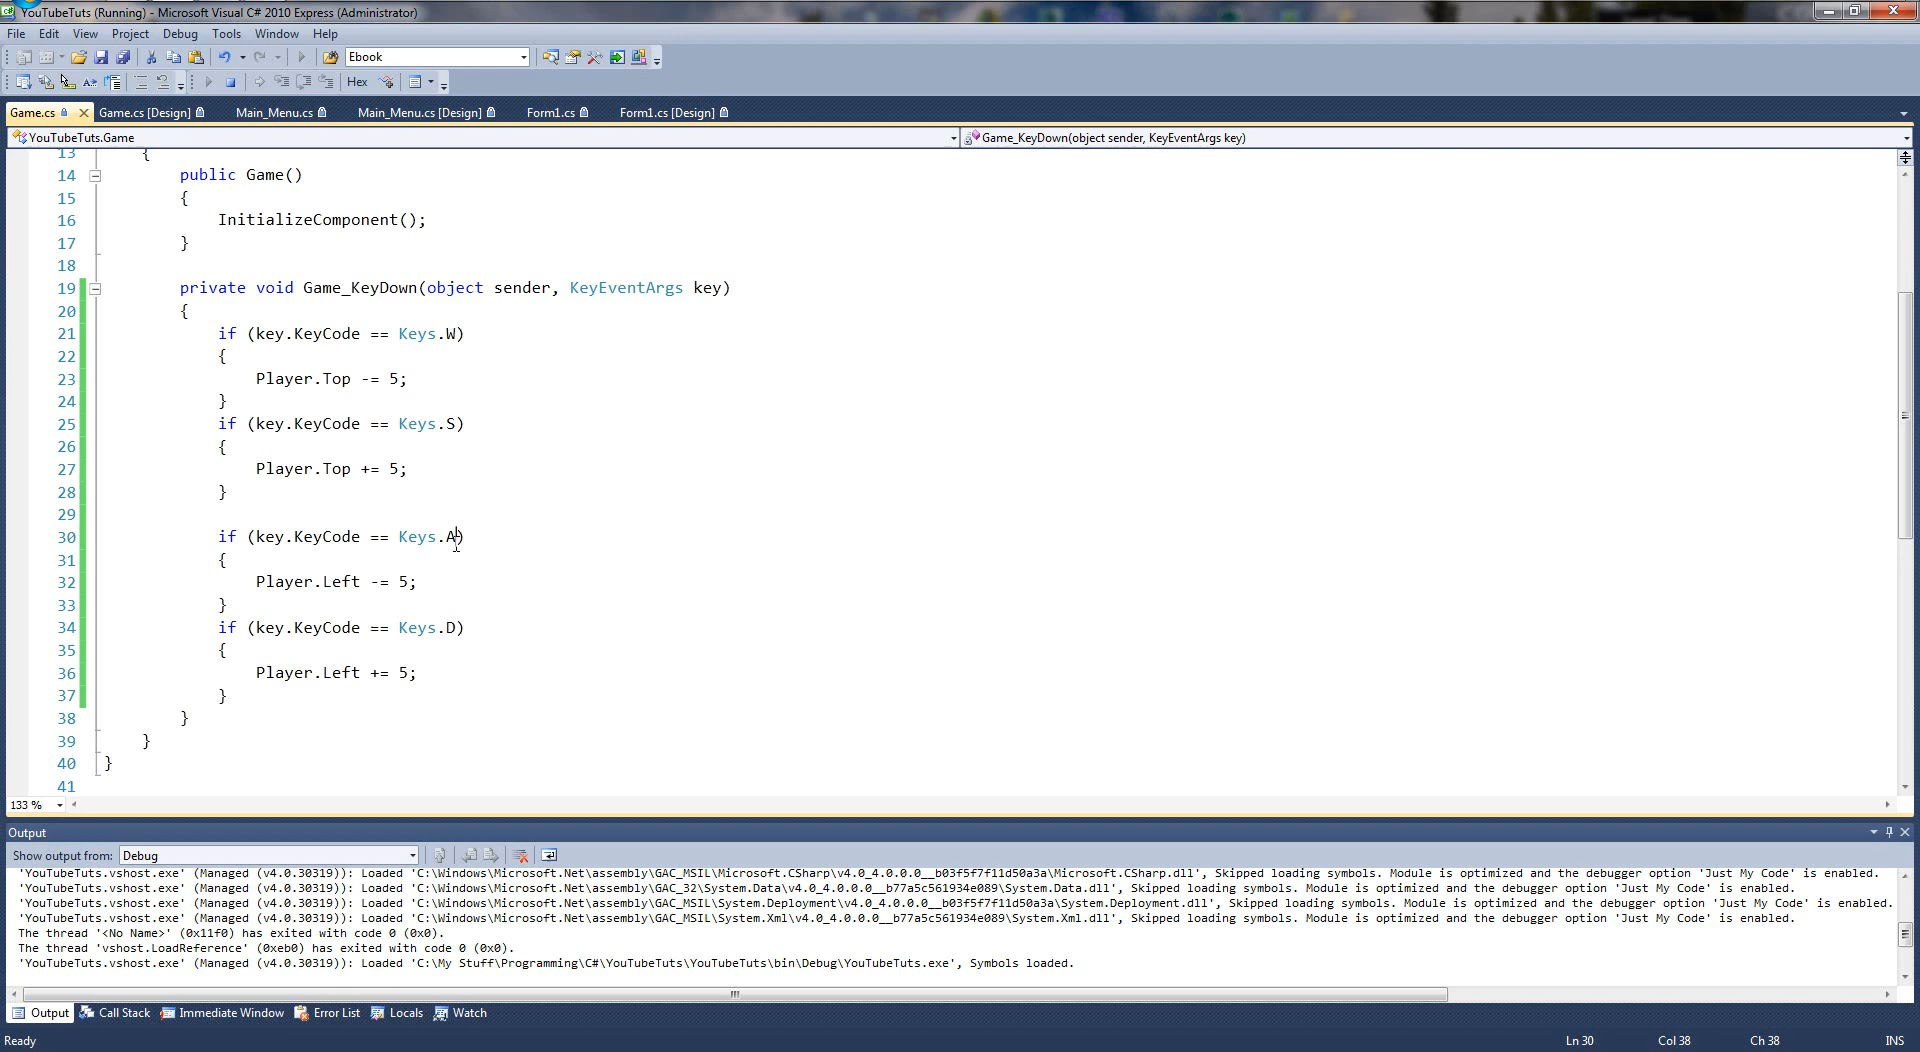 YouTubeTuts (Running) - Microsoft Visual C# 2010 Express (Administrator)
File Edit View Project Debug Tools Window Help
Ebook
Hex
Game.cs Game.cs [Design] Main_Menu.cs Main_Menu.cs [Design] Form1.cs Form1.cs [Design]
YouTubeTuts.Game Game_KeyDown(object sender, KeyEventArgs key)
13 {
14 public Game()
15 {
16 InitializeComponent();
17 }
18
19 private void Game_KeyDown(object sender, KeyEventArgs key)
20 {
21 if (key.KeyCode == Keys.W)
22 {
23 Player.Top -= 5;
24 }
25 if (key.KeyCode == Keys.S)
26 {
27 Player.Top += 5;
28 }
29
30 if (key.KeyCode == Keys.A)
31 {
32 Player.Left -= 5;
33 }
34 if (key.KeyCode == Keys.D)
35 {
36 Player.Left += 5;
37 }
38 }
39 }
40 }
41
133 %
Output
Show output from: Debug
'YouTubeTuts.vshost.exe' (Managed (v4.0.30319)): Loaded 'C:\Windows\Microsoft.Net\assembly\GAC_MSIL\Microsoft.CSharp\v4.0_4.0.0.0__b03f5f7f11d50a3a\Microsoft.CSharp.dll', Skipped loading symbols. Module is optimized and the debugger option 'Just My Code' is enabled.
'YouTubeTuts.vshost.exe' (Managed (v4.0.30319)): Loaded 'C:\Windows\Microsoft.Net\assembly\GAC_32\System.Data\v4.0_4.0.0.0__b77a5c561934e089\System.Data.dll', Skipped loading symbols. Module is optimized and the debugger option 'Just My Code' is enabled.
'YouTubeTuts.vshost.exe' (Managed (v4.0.30319)): Loaded 'C:\Windows\Microsoft.Net\assembly\GAC_MSIL\System.Deployment\v4.0_4.0.0.0__b03f5f7f11d50a3a\System.Deployment.dll', Skipped loading symbols. Module is optimized and the debugger option 'Just My Code' is enabled.
'YouTubeTuts.vshost.exe' (Managed (v4.0.30319)): Loaded 'C:\Windows\Microsoft.Net\assembly\GAC_MSIL\System.Xml\v4.0_4.0.0.0__b77a5c561934e089\System.Xml.dll', Skipped loading symbols. Module is optimized and the debugger option 'Just My Code' is enabled.
The thread '<No Name>' (0x11f0) has exited with code 0 (0x0).
The thread 'vshost.LoadReference' (0xeb0) has exited with code 0 (0x0).
'YouTubeTuts.vshost.exe' (Managed (v4.0.30319)): Loaded 'C:\My Stuff\Programming\C#\YouTubeTuts\YouTubeTuts\bin\Debug\YouTubeTuts.exe', Symbols loaded.
Output Call Stack Immediate Window Error List Locals Watch
Ready Ln 30 Col 38 Ch 38 INS